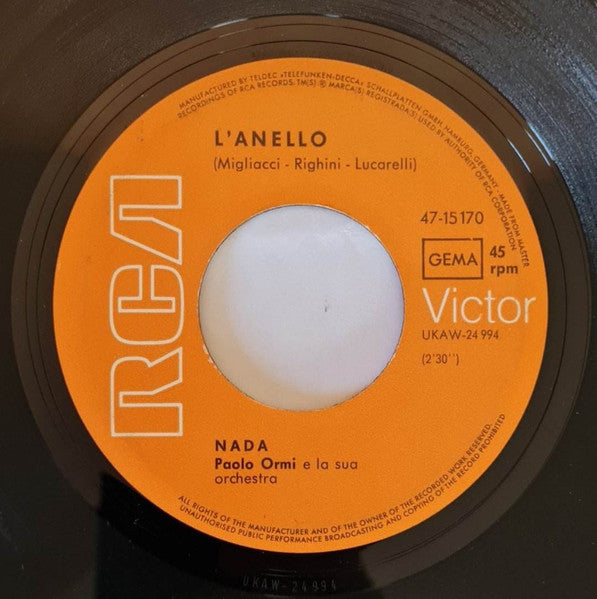 MANUFACTURED BY TELDEC »TELEFUNKEN-DECCA« SCHALLPLATTEN GMBH, HAMBURG, GERMANY - MADE FROM MASTER
RECORDINGS OF RCA RECORDS: TM(S) ® MARCA(S) REGISTRADA(S) USED BY AUTHORITY OF RCA CORPORATION
L'ANELLO
(Migliacci - Righini - Lucarelli)
RCA
47-15170
GEMA
45
rpm
Victor
UKAW-24 994
(2'30'')
NADA
Paolo Ormi e la sua
orchestra
ALL RIGHTS OF THE MANUFACTURER AND OF THE OWNER OF THE RECORDED WORK RESERVED.
UNAUTHORISED PUBLIC PERFORMANCE BROADCASTING AND COPYING OF THE RECORD PROHIBITED
UKAW-24994